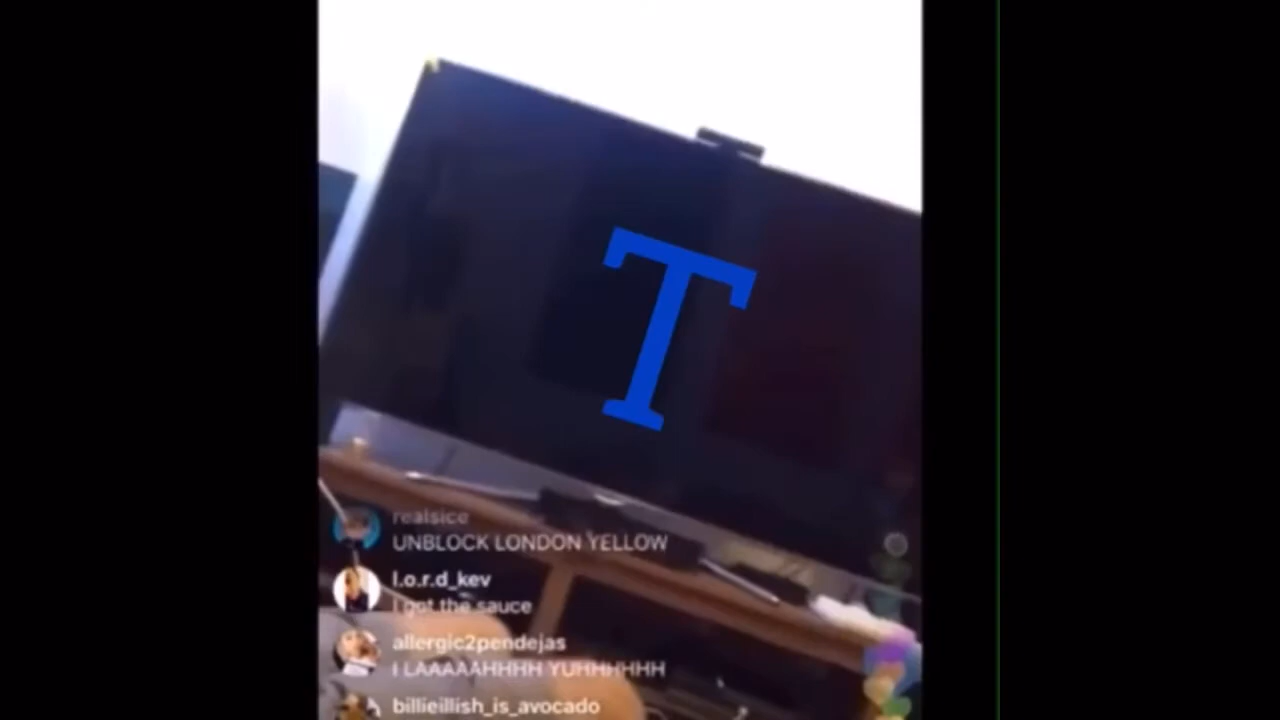 T
realsice
UNBLOCK LONDON YELLOW
l.o.r.d_kev
I got the sauce
allergic2pendejas
I LAAAAAHHHH YUHHHHHH
billieillish_is_avocado